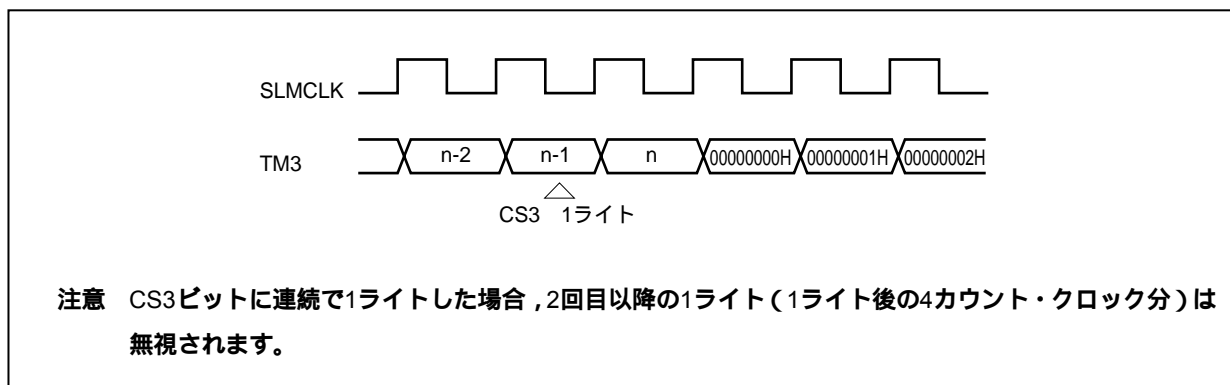 SLMCLK
TM3 n-2 n-1 n 00000000H 00000001H 00000002H
CS3 1ライト
注意 CS3ビットに連続で1ライトした場合，2回目以降の1ライト（1ライト後の4カウント・クロック分）は
無視されます。